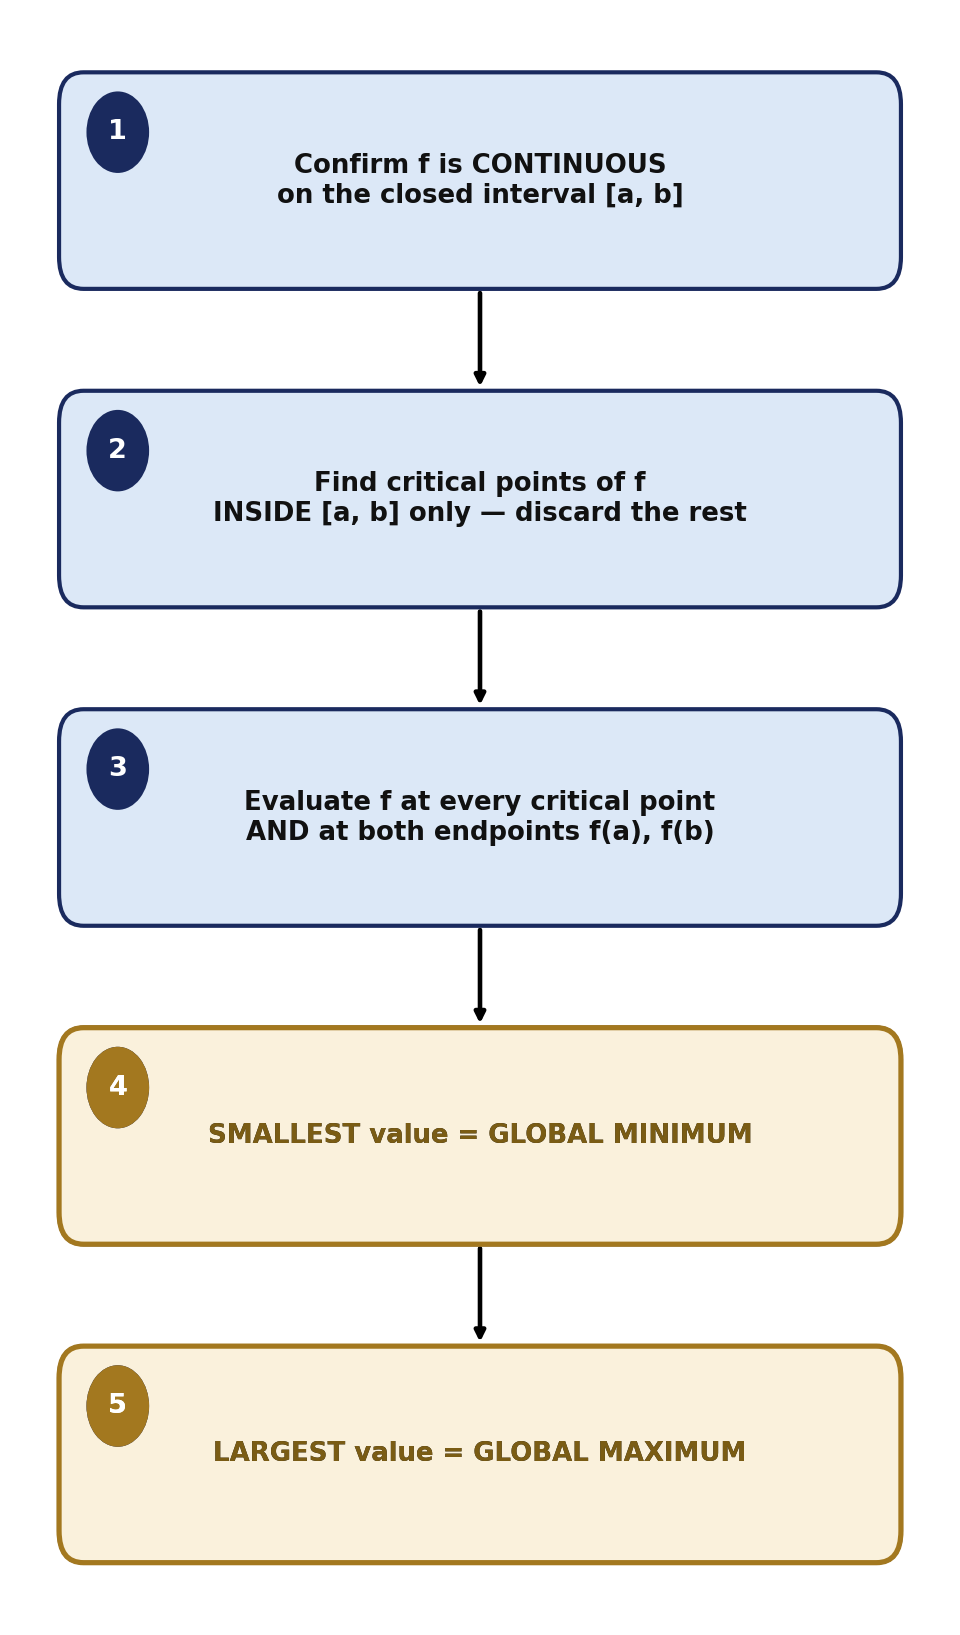 1
Confirm f is CONTINUOUS
on the closed interval [a, b]
2
Find critical points of f
INSIDE [a, b] only — discard the rest
3
Evaluate f at every critical point
AND at both endpoints f(a), f(b)
4
SMALLEST value = GLOBAL MINIMUM
5
LARGEST value = GLOBAL MAXIMUM